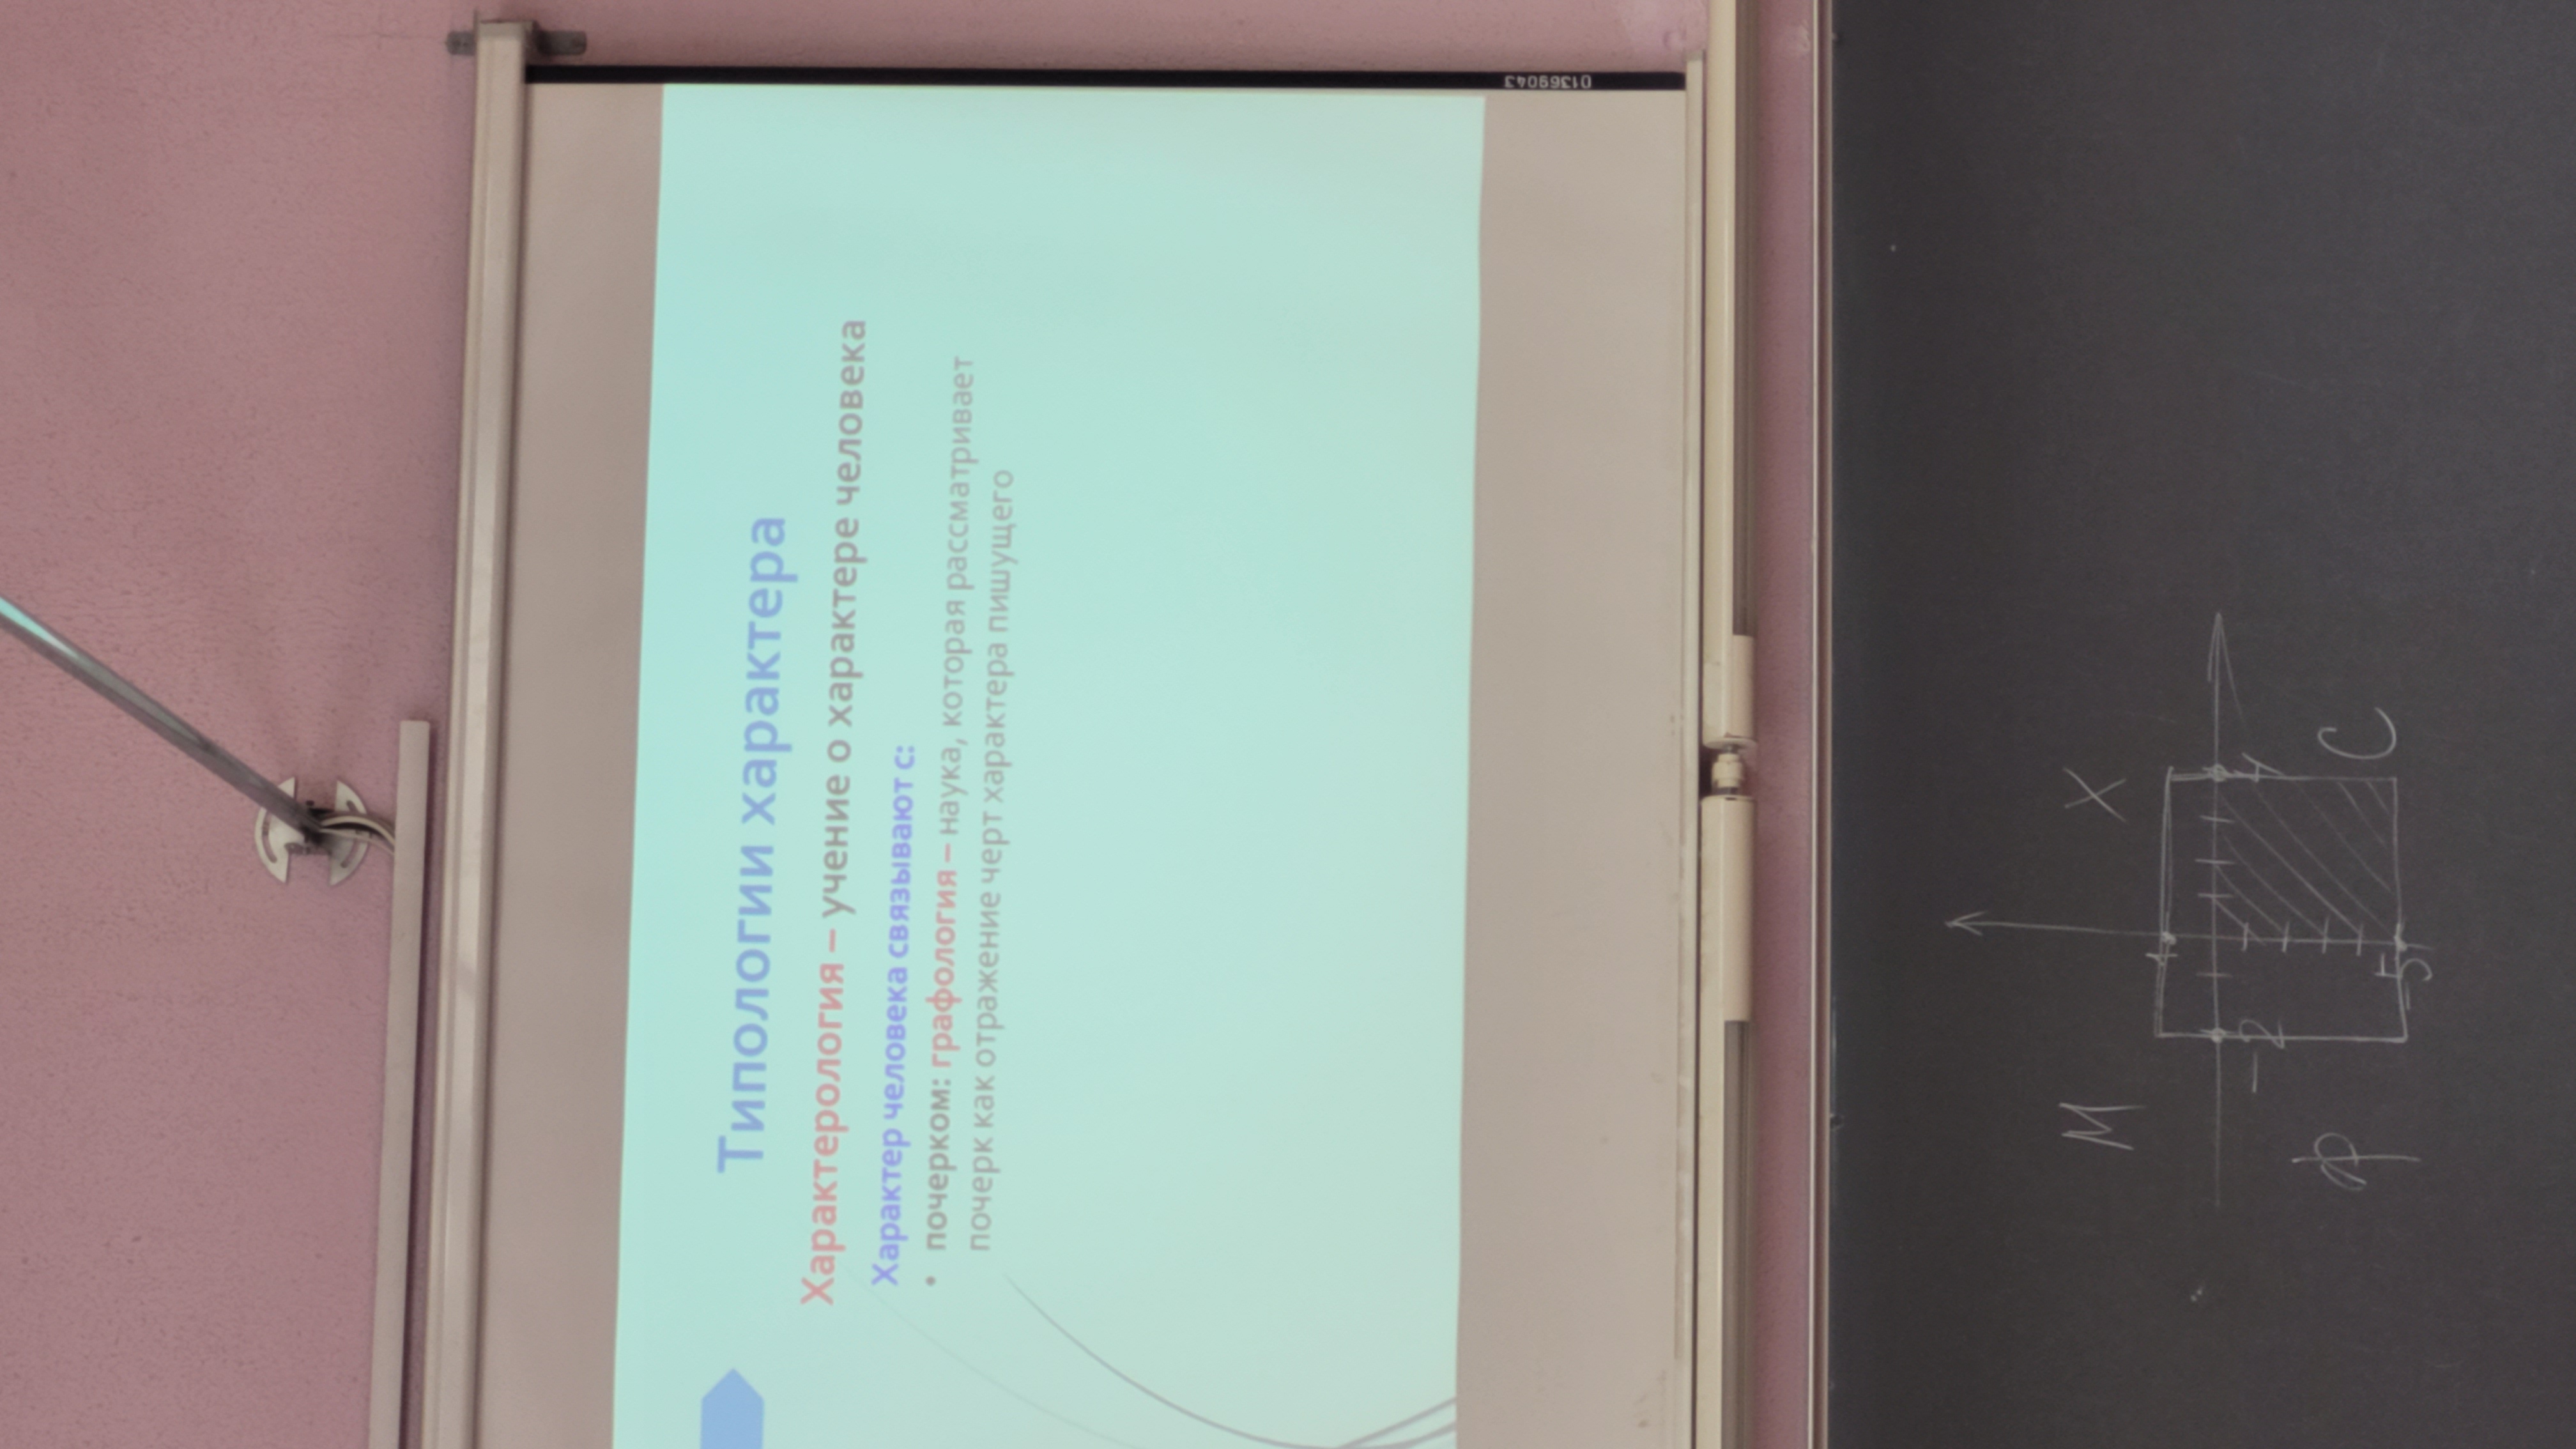 Типологии характера
Характерология – учение о характере человека
Характер человека связывают с:
• почерком: графология – наука, которая рассматривает
почерк как отражение черт характера пишущего
01369043
М Х
1
-2 4
Ф С
-5